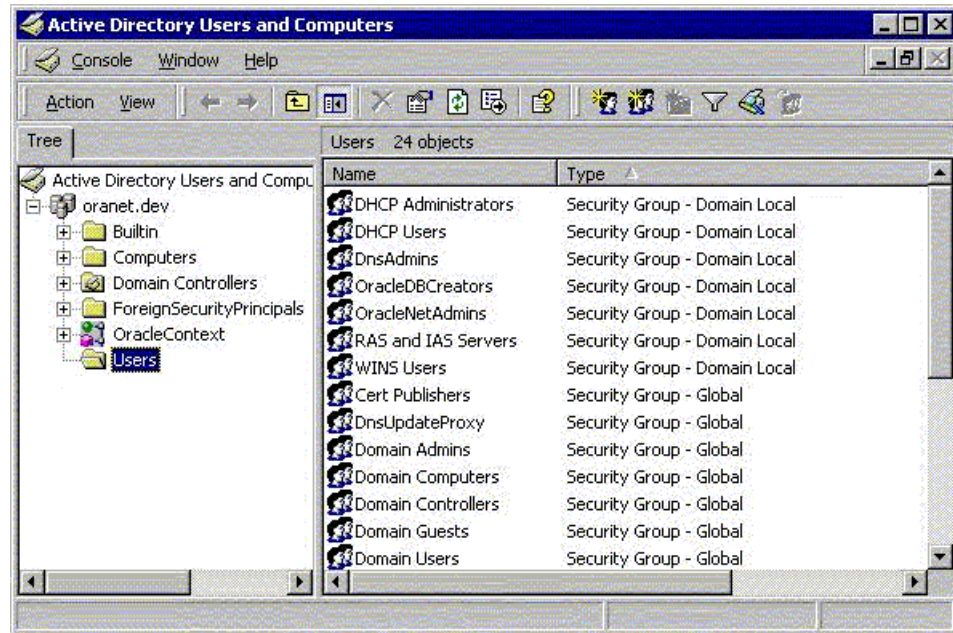 Active Directory Users and Computers
Console Window Help
Action View
Tree
Users 24 objects
Active Directory Users and Compu
oranet.dev
Builtin
Computers
Domain Controllers
ForeignSecurityPrincipals
OracleContext
Users
Name Type
DHCP Administrators Security Group - Domain Local
DHCP Users Security Group - Domain Local
DnsAdmins Security Group - Domain Local
OracleDBCreators Security Group - Domain Local
OracleNetAdmins Security Group - Domain Local
RAS and IAS Servers Security Group - Domain Local
WINS Users Security Group - Domain Local
Cert Publishers Security Group - Global
DnsUpdateProxy Security Group - Global
Domain Admins Security Group - Global
Domain Computers Security Group - Global
Domain Controllers Security Group - Global
Domain Guests Security Group - Global
Domain Users Security Group - Global